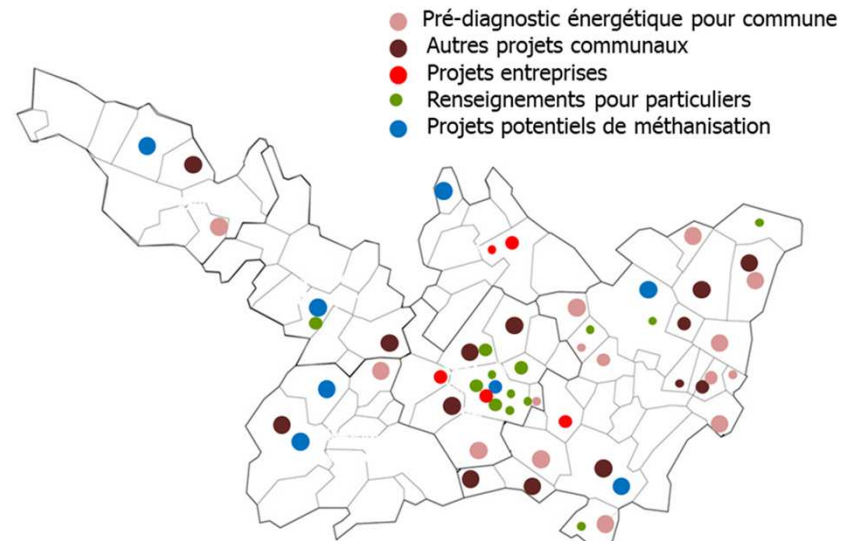 Pré-diagnostic énergétique pour commune
Autres projets communaux
Projets entreprises
Renseignements pour particuliers
Projets potentiels de méthanisation